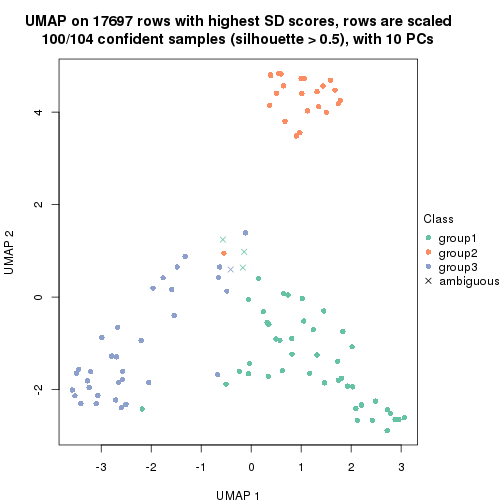 UMAP on 17697 rows with highest SD scores, rows are scaled
100/104 confident samples (silhouette > 0.5), with 10 PCs
4
2
0
-2
UMAP 2
-3
-2
-1
0
1
2
3
UMAP 1
Class
group1
group2
group3
ambiguous